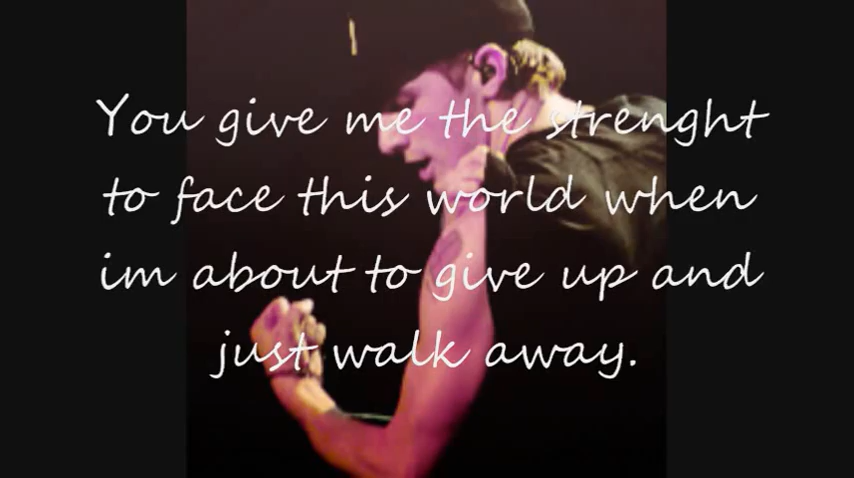 You give me the strenght
to face this world when
im about to give up and
just walk away.